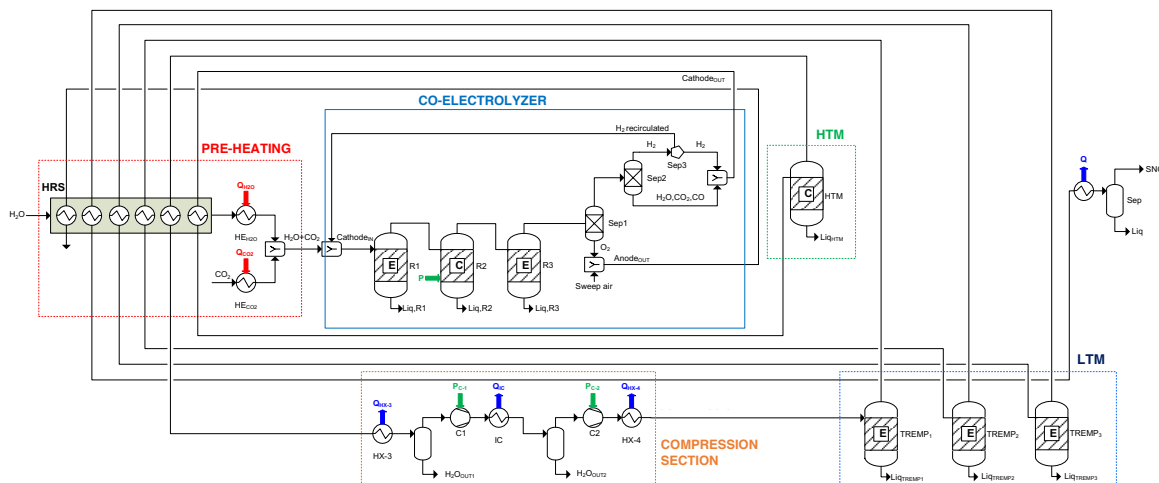 Cathode_OUT
CO-ELECTROLYZER
H₂ recirculated
HTM
PRE-HEATING
H₂
H₂
Sep3
Q
SNG
HRS
Q_H2O
Sep2
C
HTM
Sep
H₂O
H₂O,CO₂,CO
HE_H2O
H₂O+CO₂
Cathode_IN
Sep1
Liq_HTM
Liq
Q_CO2
CO₂
HE_CO2
E
R1
C
R2
E
R3
O₂
Anode_OUT
P
Sweep air
Liq,R1
Liq,R2
Liq,R3
LTM
Q_HX-3
P_C-1
Q_IC
P_C-2
Q_HX-4
HX-3
C1
IC
C2
HX-4
COMPRESSION
SECTION
H₂O_OUT1
H₂O_OUT2
E
TREMP₁
E
TREMP₂
E
TREMP₃
Liq_TREMP1
Liq_TREMP2
Liq_TREMP3